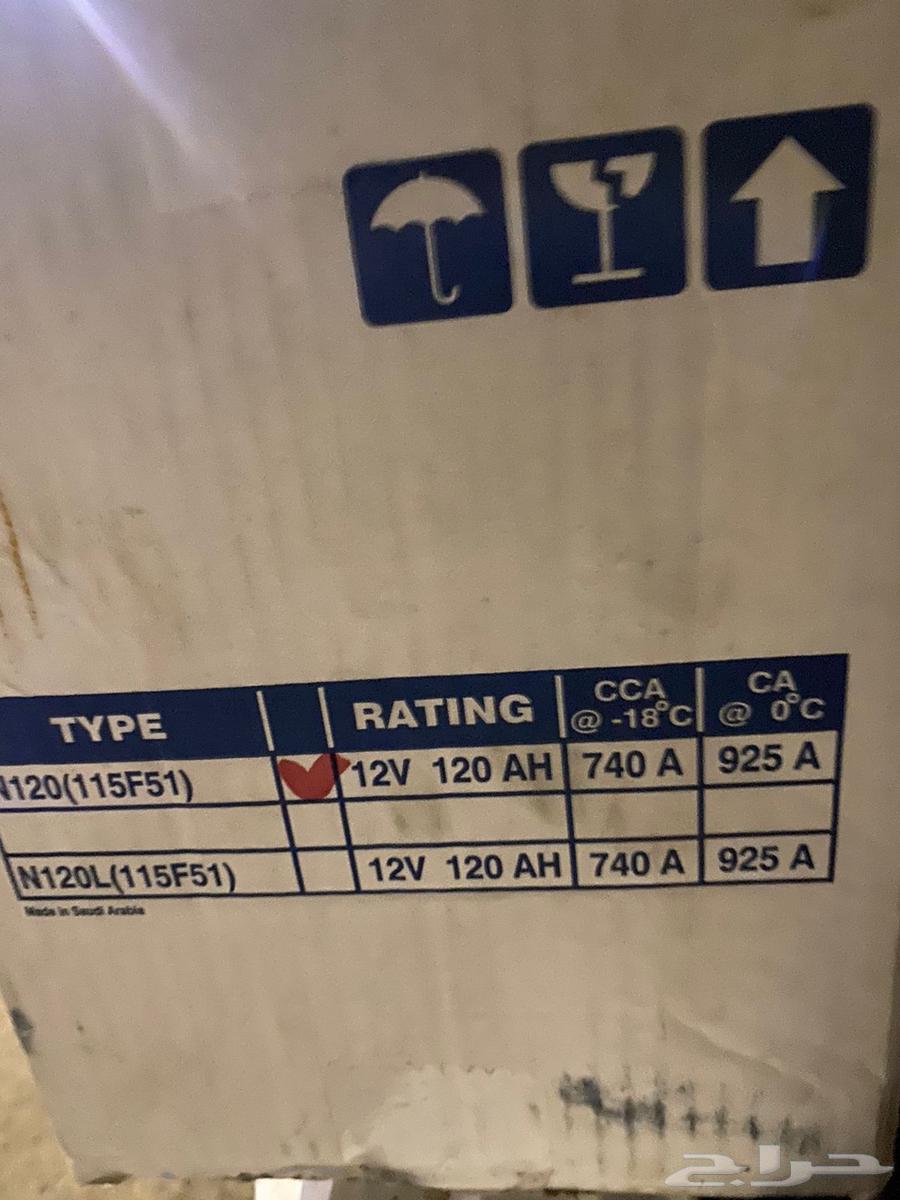 TYPE RATING CCA @ -18°C CA @ 0°C
N120(115F51) 12V 120 AH 740 A 925 A
N120L(115F51) 12V 120 AH 740 A 925 A
Made in Saudi Arabia
حراج